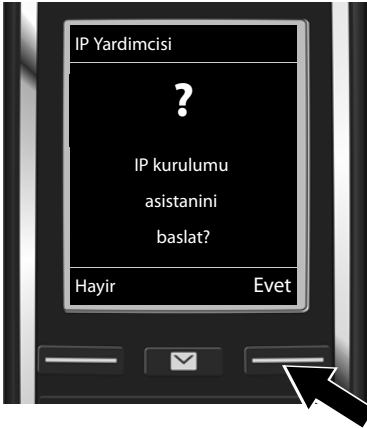 IP Yardimcisi
?
IP kurulumu
asistanini
baslat?
Hayir Evet